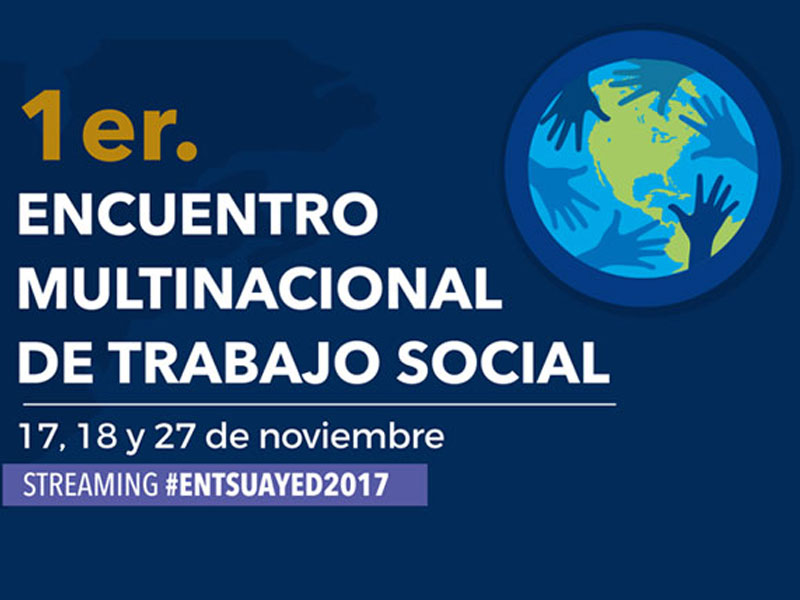 1er.
ENCUENTRO
MULTINACIONAL
DE TRABAJO SOCIAL
17, 18 y 27 de noviembre
STREAMING #ENTSUAYED2017